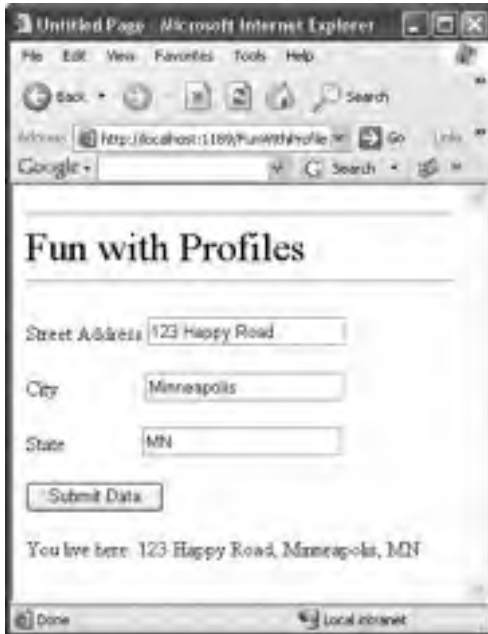 Untitled Page - Microsoft Internet Explorer
File Edit View Favorites Tools Help
Back Search
Address http://localhost:1189/FunWithProfile Go Links
Google Search
Fun with Profiles
Street Address 123 Happy Road
City Minneapolis
State MN
Submit Data
You live here: 123 Happy Road, Minneapolis, MN
Done Local intranet